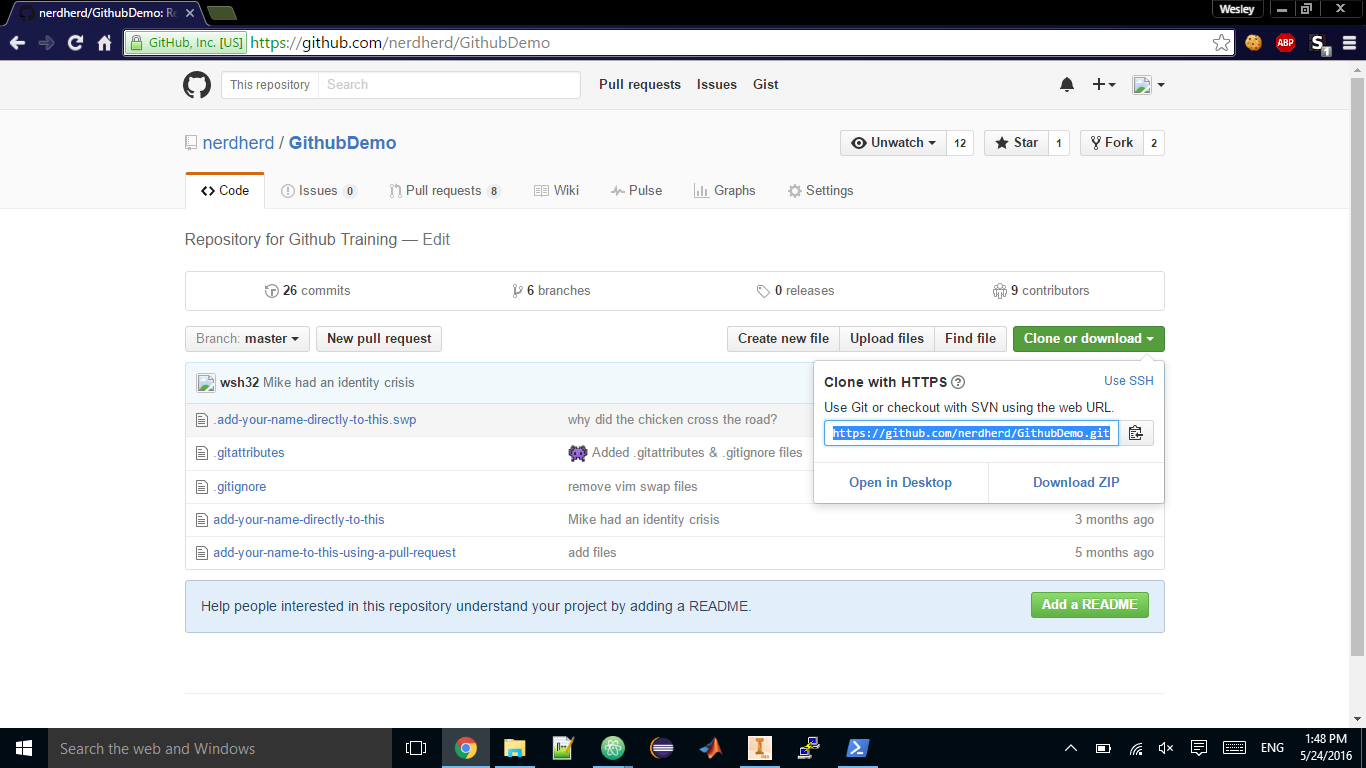 nerdherd/GithubDemo: Re
Wesley
GitHub, Inc. [US] https://github.com/nerdherd/GithubDemo
ABP
S 1
This repository Search Pull requests Issues Gist
nerdherd / GithubDemo
Unwatch 12 Star 1 Fork 2
Code Issues 0 Pull requests 8 Wiki Pulse Graphs Settings
Repository for Github Training — Edit
26 commits 6 branches 0 releases 9 contributors
Branch: master New pull request Create new file Upload files Find file Clone or download
wsh32 Mike had an identity crisis
Clone with HTTPS ? Use SSH
Use Git or checkout with SVN using the web URL.
https://github.com/nerdherd/GithubDemo.git
Open in Desktop Download ZIP
.add-your-name-directly-to-this.swp why did the chicken cross the road?
.gitattributes Added .gitattributes & .gitignore files
.gitignore remove vim swap files
add-your-name-directly-to-this Mike had an identity crisis 3 months ago
add-your-name-to-this-using-a-pull-request add files 5 months ago
Help people interested in this repository understand your project by adding a README. Add a README
Search the web and Windows
ENG
1:48 PM
5/24/2016